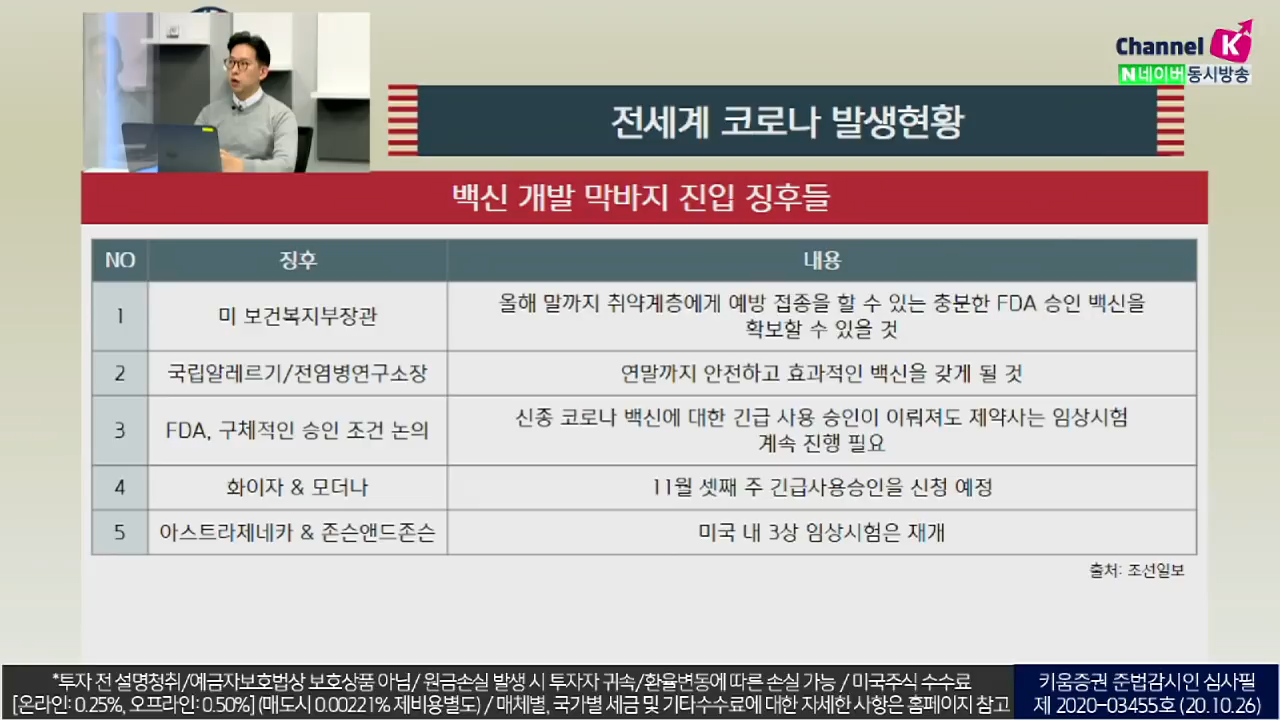 Channel K
N 네이버 동시방송
전세계 코로나 발생현황
백신 개발 막바지 진입 징후들
NO 징후 내용
1 미 보건복지부장관 올해 말까지 취약계층에게 예방 접종을 할 수 있는 충분한 FDA 승인 백신을
확보할 수 있을 것
2 국립알레르기/전염병연구소장 연말까지 안전하고 효과적인 백신을 갖게 될 것
3 FDA, 구체적인 승인 조건 논의 신종 코로나 백신에 대한 긴급 사용 승인이 이뤄져도 제약사는 임상시험
계속 진행 필요
4 화이자 & 모더나 11월 셋째 주 긴급사용승인을 신청 예정
5 아스트라제네카 & 존슨앤드존슨 미국 내 3상 임상시험은 재개
출처: 조선일보
*투자 전 설명청취/예금자보호법상 보호상품 아님/ 원금손실 발생 시 투자자 귀속/환율변동에 따른 손실 가능 / 미국주식 수수료
[온라인: 0.25%, 오프라인: 0.50%] (매도시 0.00221% 제비용별도) / 매체별, 국가별 세금 및 기타수수료에 대한 자세한 사항은 홈페이지 참고
키움증권 준법감시인 심사필
제 2020-03455호 (20.10.26)